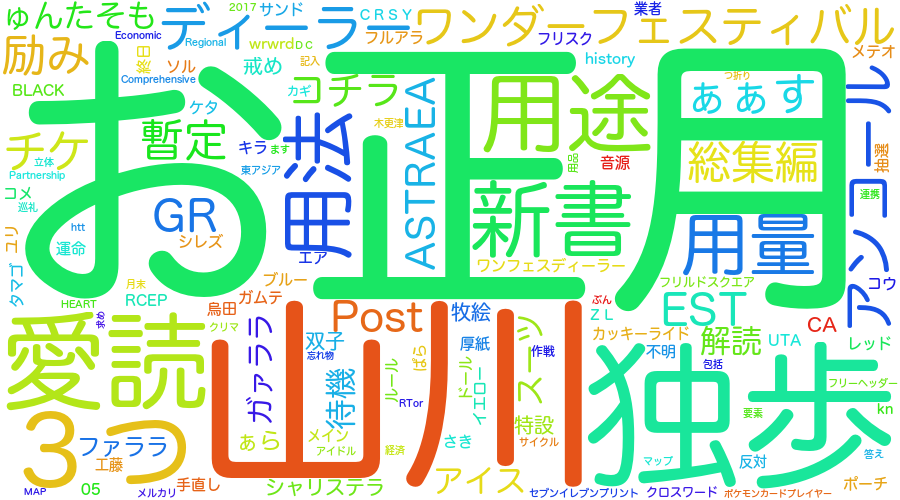 ゅんたそも
ディーラー
サンド
2017
CRSY
ワンダーフェスティバル
業者
フリスク
メテオ
励み
Economic
Regional
終日
ソル
Comprehensive
wrwrd
DC
フルアラ
history
戒め
記入
BLACK
ケタ
カギ
コチラ
お正月
用途
つ折り
ぁぁす
アンコール
チケ
暫定
キラ
ます
用法
ASTRAEA
木更津
音源
総集編
抽選
立体
Partnership
東アジア
新書
連携
コメ
巡礼
GR
htt
シレズ
ユリ
運命
エア
用量
ワンフェスディーラー
タマゴ
月末
RCEP
ブルー
フリルドスクエア
コウ
HEART
烏田
ガムテ
ぶん
ZL
EST
求め
クリマ
Post
牧絵
CA
愛読
山川
独歩
ガァララ
双子
忘れ物
厚紙
スーツ
作戦
カッキーライド
不明
解読
UTA
レッド
包括
待機
ルール
ぱら
ドール
イエロー
RTor
フリーヘッダー
kn
3つ
ファララ
工藤
あら
メイン
アイドル
経済
さき
特設
サイクル
要素
反対
答え
マップ
MAP
05
メルカリ
手直し
シャリステラ
アイス
セブンイレブンプリント
クロスワード
ポケモンカードプレイヤー
ポーチ